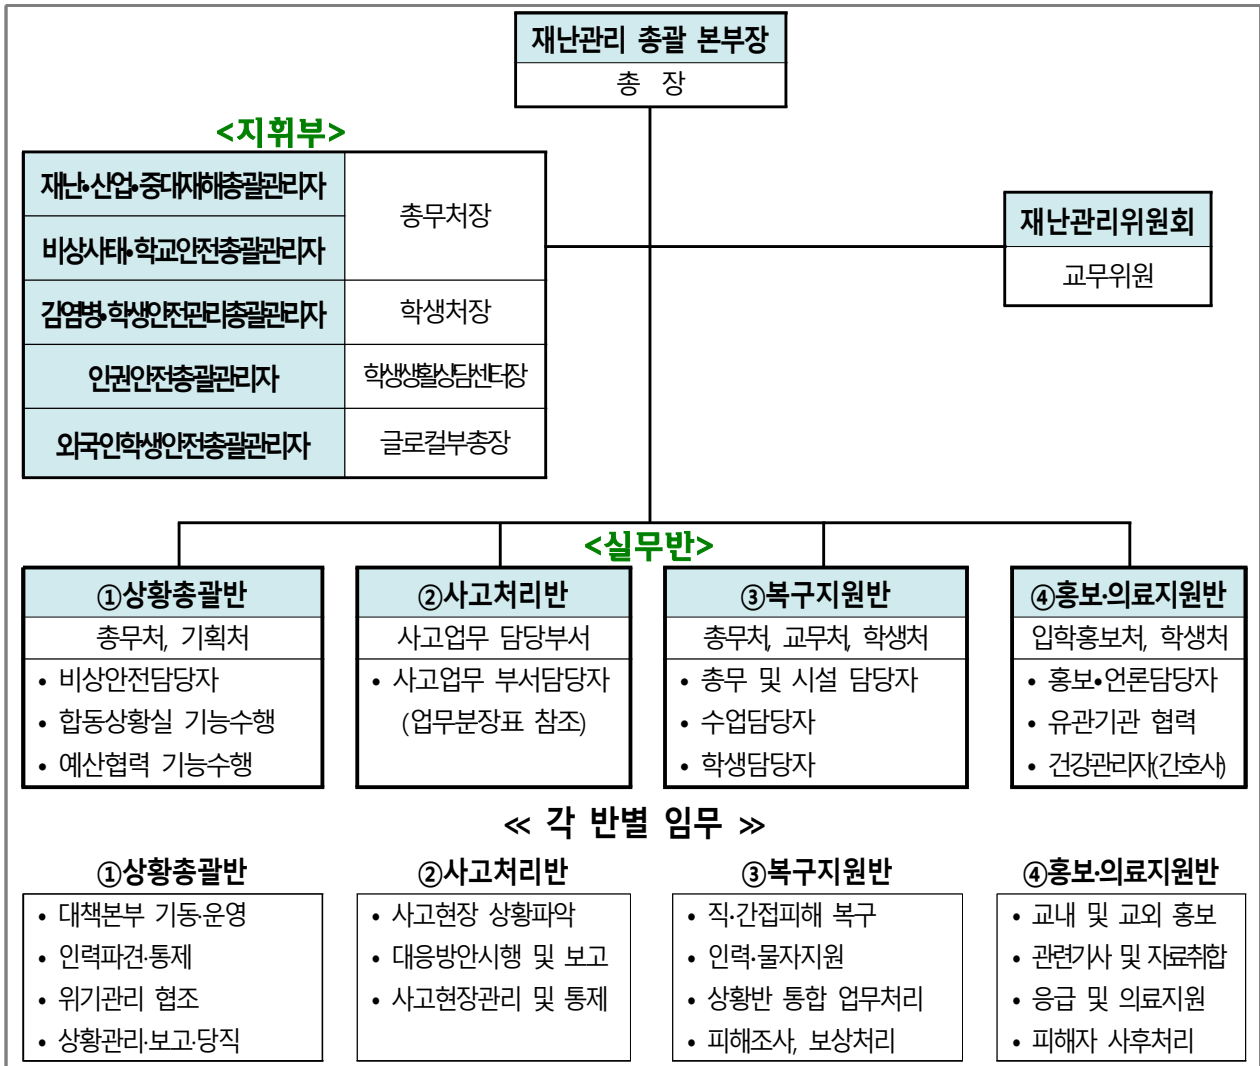 재난관리 총괄 본부장
총 장
<지휘부>
재난•산업•중대재해총괄관리자
총무처장
비상사태•학교안전총괄관리자
감염병•학생안전관리총괄관리자
학생처장
인권안전총괄관리자
학생생활상담센터장
외국인학생안전총괄관리자
글로컬부총장
재난관리위원회
교무위원
<실무반>
①상황총괄반
총무처, 기획처
• 비상안전담당자
• 합동상황실 기능수행
• 예산협력 기능수행
②사고처리반
사고업무 담당부서
• 사고업무 부서담당자
(업무분장표 참조)
③복구지원반
총무처, 교무처, 학생처
• 총무 및 시설 담당자
• 수업담당자
• 학생담당자
④홍보·의료지원반
입학홍보처, 학생처
• 홍보•언론담당자
• 유관기관 협력
• 건강관리자(간호사)
≪ 각 반별 임무 ≫
①상황총괄반
• 대책본부 기동·운영
• 인력파견·통제
• 위기관리 협조
• 상황관리·보고·당직
②사고처리반
• 사고현장 상황파악
• 대응방안시행 및 보고
• 사고현장관리 및 통제
③복구지원반
• 직·간접피해 복구
• 인력·물자지원
• 상황반 통합 업무처리
• 피해조사, 보상처리
④홍보·의료지원반
• 교내 및 교외 홍보
• 관련기사 및 자료취합
• 응급 및 의료지원
• 피해자 사후처리